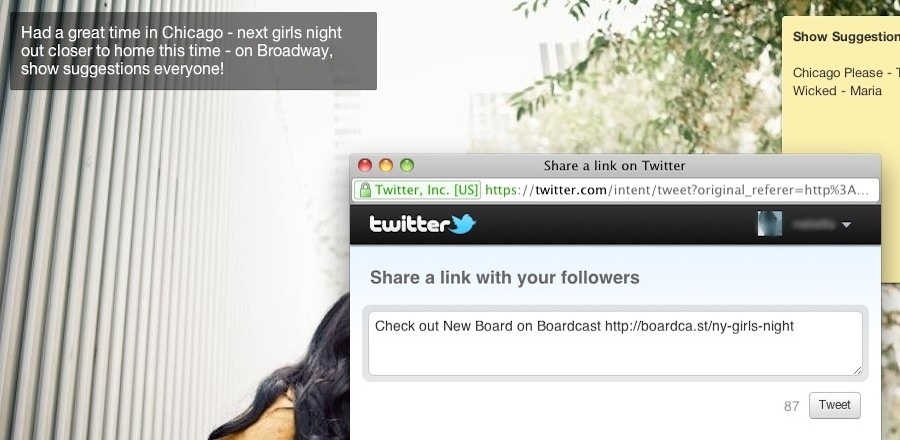 Had a great time in Chicago - next girls night
out closer to home this time - on Broadway,
show suggestions everyone!
Show Suggestion
Chicago Please - T
Wicked - Maria
Share a link on Twitter
Twitter, Inc. [US] https://twitter.com/intent/tweet?original_referer=http%3A...
twitter
Share a link with your followers
Check out New Board on Boardcast http://boardca.st/ny-girls-night
87 Tweet